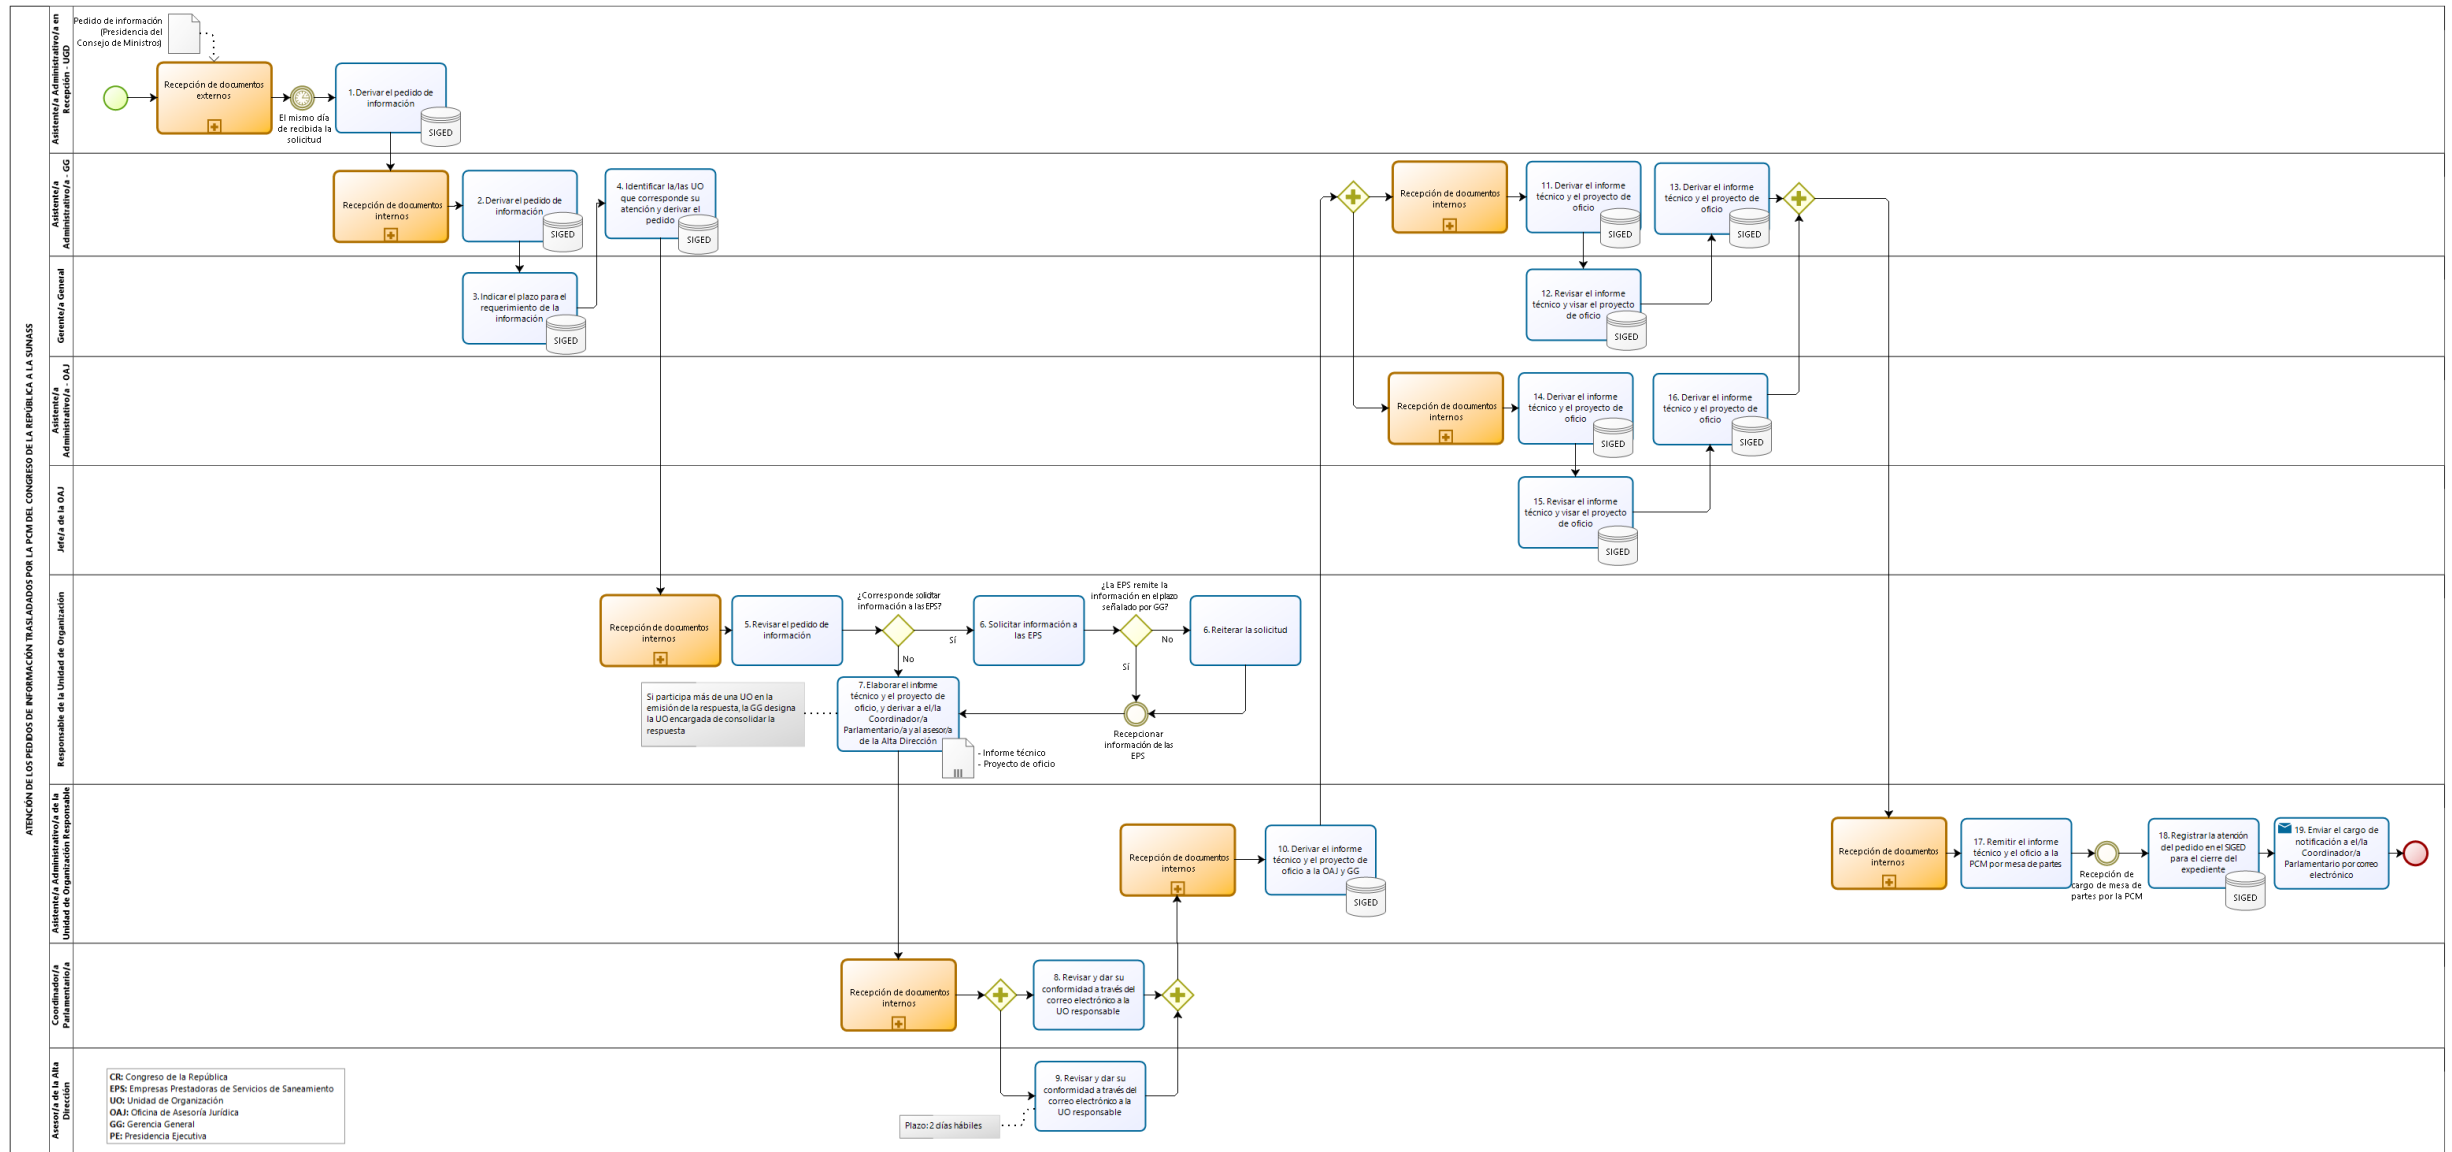 ATENCIÓN DE LOS PEDIDOS DE INFORMACIÓN TRASLADADOS POR LA PCM DEL CONGRESO DE LA REPÚBLICA A LA SUNASS
Asistente/a Administrativo/a en
Recepción - UGD
Pedido de información
(Presidencia del
Consejo de Ministros)
Recepción de documentos
externos
El mismo día
de recibida la
solicitud
1. Derivar el pedido de
información
SIGED
Asistente/a
Administrativo/a - GG
Recepción de documentos
internos
2. Derivar el pedido de
información
SIGED
4. Identificar la/las UO
que corresponde su
atención y derivar el
pedido
SIGED
Recepción de documentos
internos
11. Derivar el informe
técnico y el proyecto de
oficio
SIGED
13. Derivar el informe
técnico y el proyecto de
oficio
SIGED
Gerente/a General
3. Indicar el plazo para el
requerimiento de la
información
SIGED
12. Revisar el informe
técnico y visar el proyecto
de oficio
SIGED
Asistente/a
Administrativo/a - OAJ
Recepción de documentos
internos
14. Derivar el informe
técnico y el proyecto de
oficio
SIGED
16. Derivar el informe
técnico y el proyecto de
oficio
SIGED
Jefe/a de la OAJ
15. Revisar el informe
técnico y visar el proyecto
de oficio
SIGED
Responsable de la Unidad de Organización
Recepción de documentos
internos
5. Revisar el pedido de
información
¿Corresponde solicitar
información a las EPS?
Sí
No
6. Solicitar información a
las EPS
¿La EPS remite la
información en el plazo
señalado por GG?
No
Sí
6. Reiterar la solicitud
Si participa más de una UO en la
emisión de la respuesta, la GG designa
la UO encargada de consolidar la
respuesta
7. Elaborar el informe
técnico y el proyecto de
oficio, y derivar a el/la
Coordinador/a
Parlamentario/a y al asesor/a
de la Alta Dirección
- Informe técnico
- Proyecto de oficio
Recepcionar
información de las
EPS
Asistente/a Administrativo/a de la
Unidad de Organización Responsable
Recepción de documentos
internos
10. Derivar el informe
técnico y el proyecto de
oficio a la OAJ y GG
SIGED
Recepción de documentos
internos
17. Remitir el informe
técnico y el oficio a la
PCM por mesa de partes
Recepción de
cargo de mesa de
partes por la PCM
18. Registrar la atención
del pedido en el SIGED
para el cierre del
expediente
SIGED
19. Enviar el cargo de
notificación a el/la
Coordinador/a
Parlamentario por correo
electrónico
Coordinador/a
Parlamentario/a
Recepción de documentos
internos
8. Revisar y dar su
conformidad a través del
correo electrónico a la
UO responsable
Asesor/a de la Alta
Dirección
9. Revisar y dar su
conformidad a través del
correo electrónico a la
UO responsable
Plazo: 2 días hábiles
CR: Congreso de la República
EPS: Empresas Prestadoras de Servicios de Saneamiento
UO: Unidad de Organización
OAJ: Oficina de Asesoría Jurídica
GG: Gerencia General
PE: Presidencia Ejecutiva